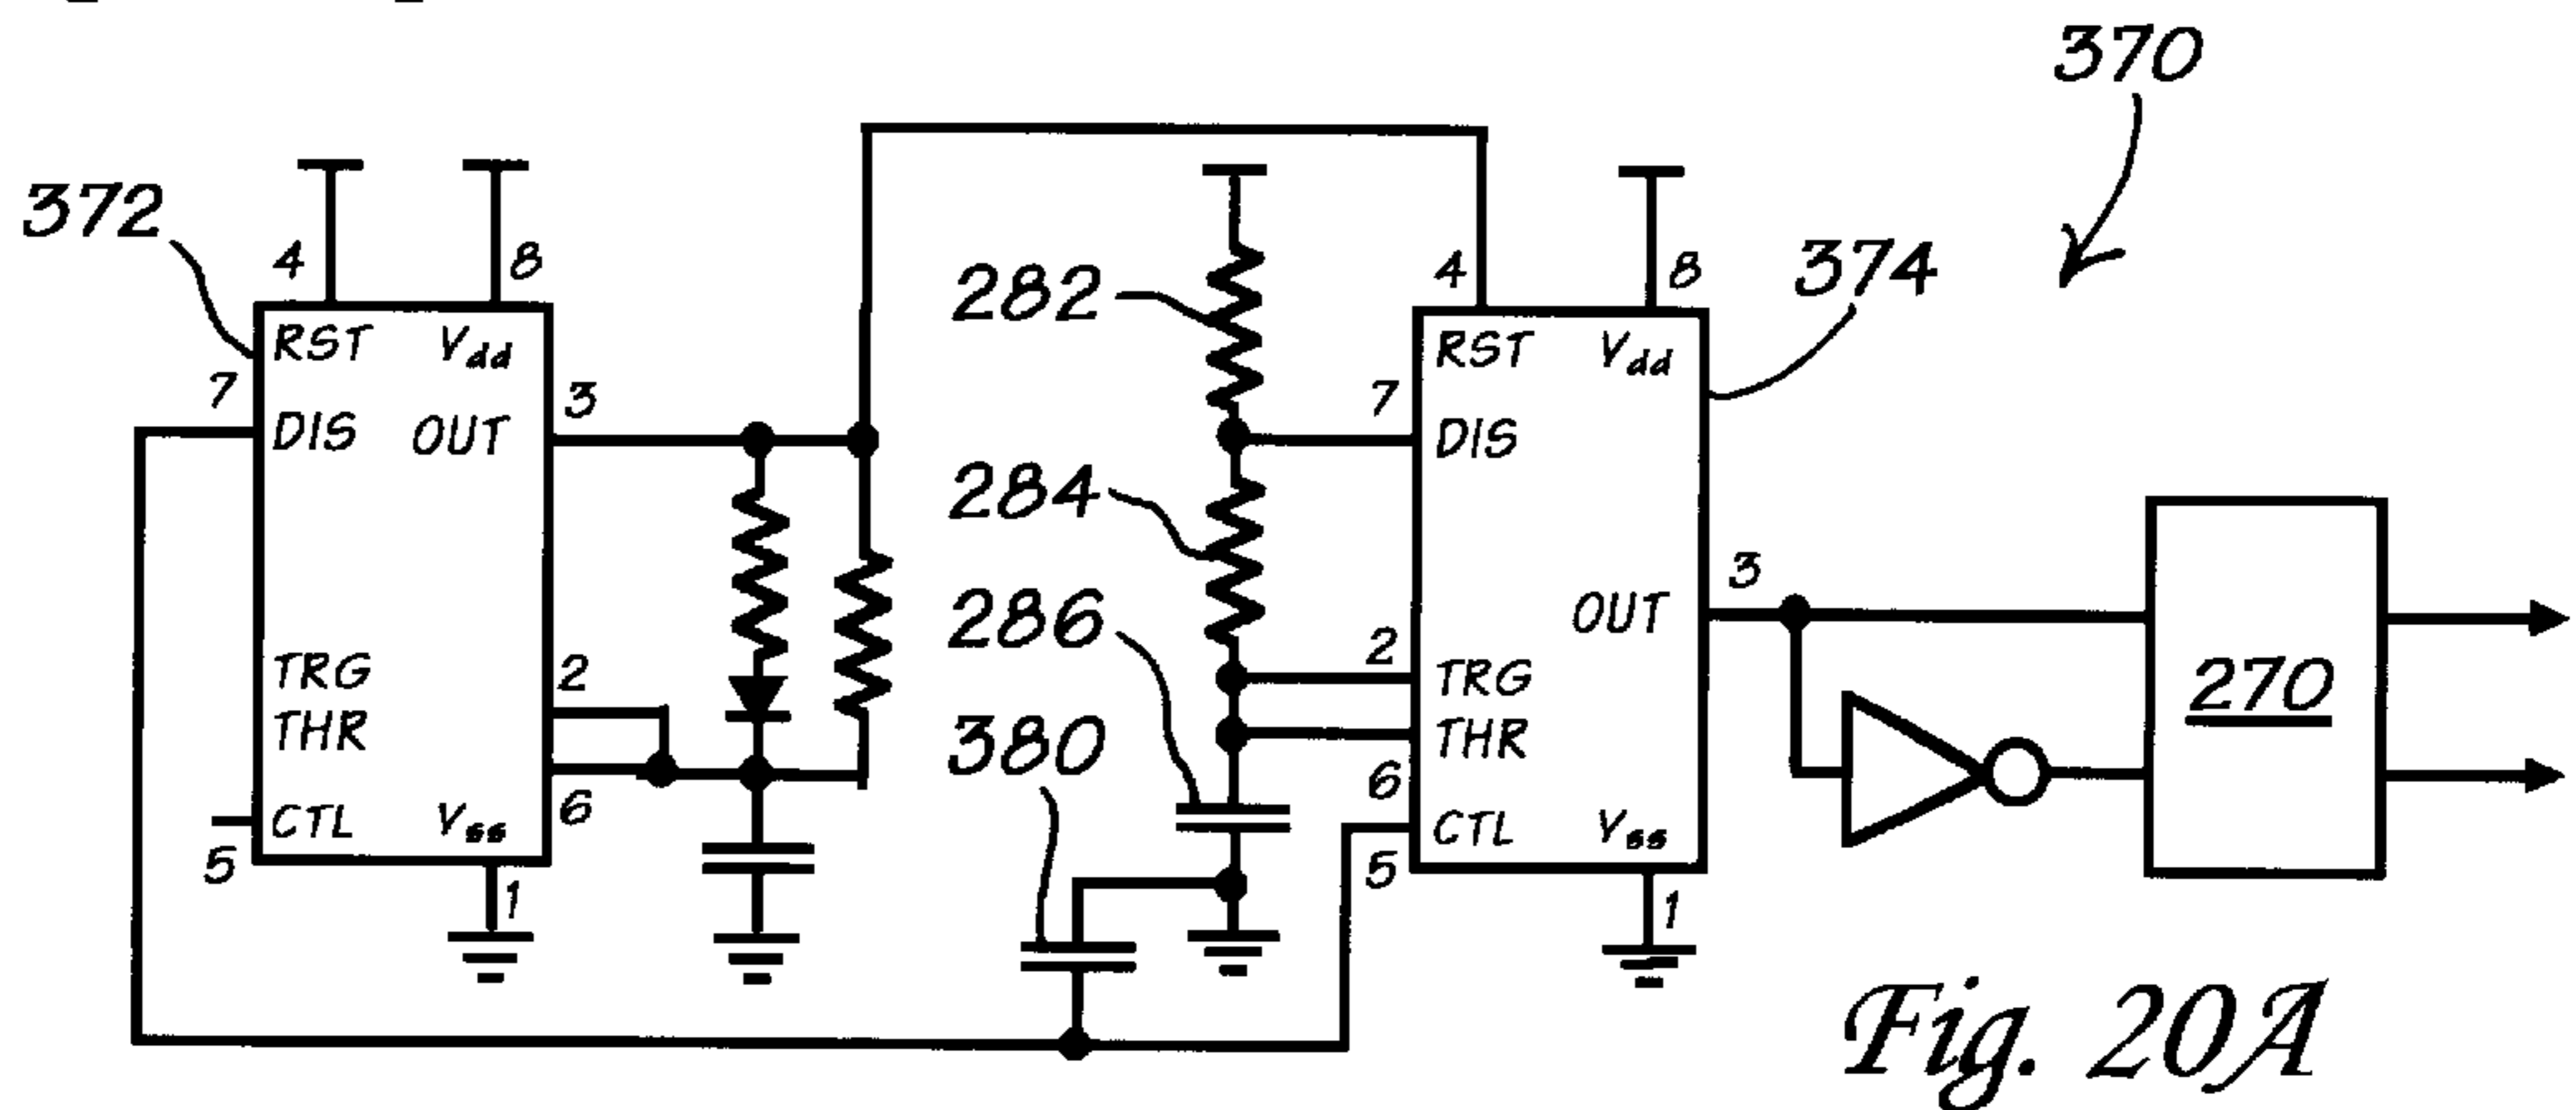 370
372
4
8
RST Vdd
7
DIS OUT
3
TRG
2
THR
CTL Vss
6
5
1
282
284
286
380
4
8
374
RST Vdd
7
DIS
OUT
3
2
TRG
THR
6
CTL Vss
5
1
270
Fig. 20A